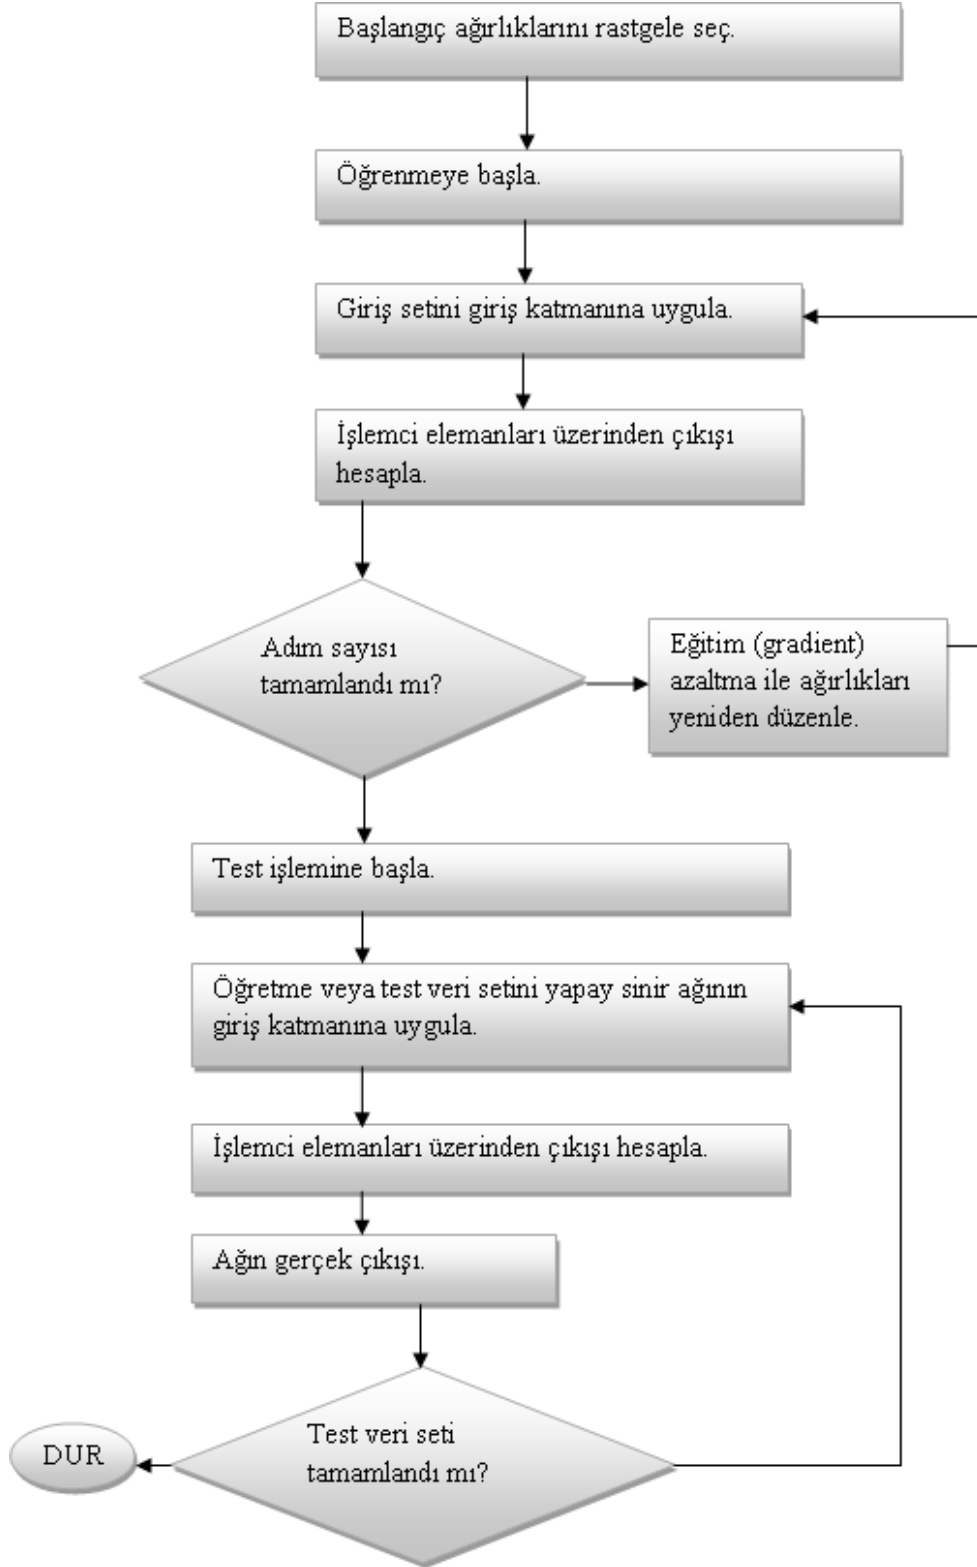 Başlangıç ağırlıklarını rastgele seç.
Öğrenmeye başla.
Giriş setini giriş katmanına uygula.
İşlemci elemanları üzerinden çıkışı
hesapla.
Adım sayısı
tamamlandı mı?
Eğitim (gradient)
azaltma ile ağırlıkları
yeniden düzenle.
Test işlemine başla.
Öğretme veya test veri setini yapay sinir ağının
giriş katmanına uygula.
İşlemci elemanları üzerinden çıkışı hesapla.
Ağın gerçek çıkışı.
Test veri seti
tamamlandı mı?
DUR